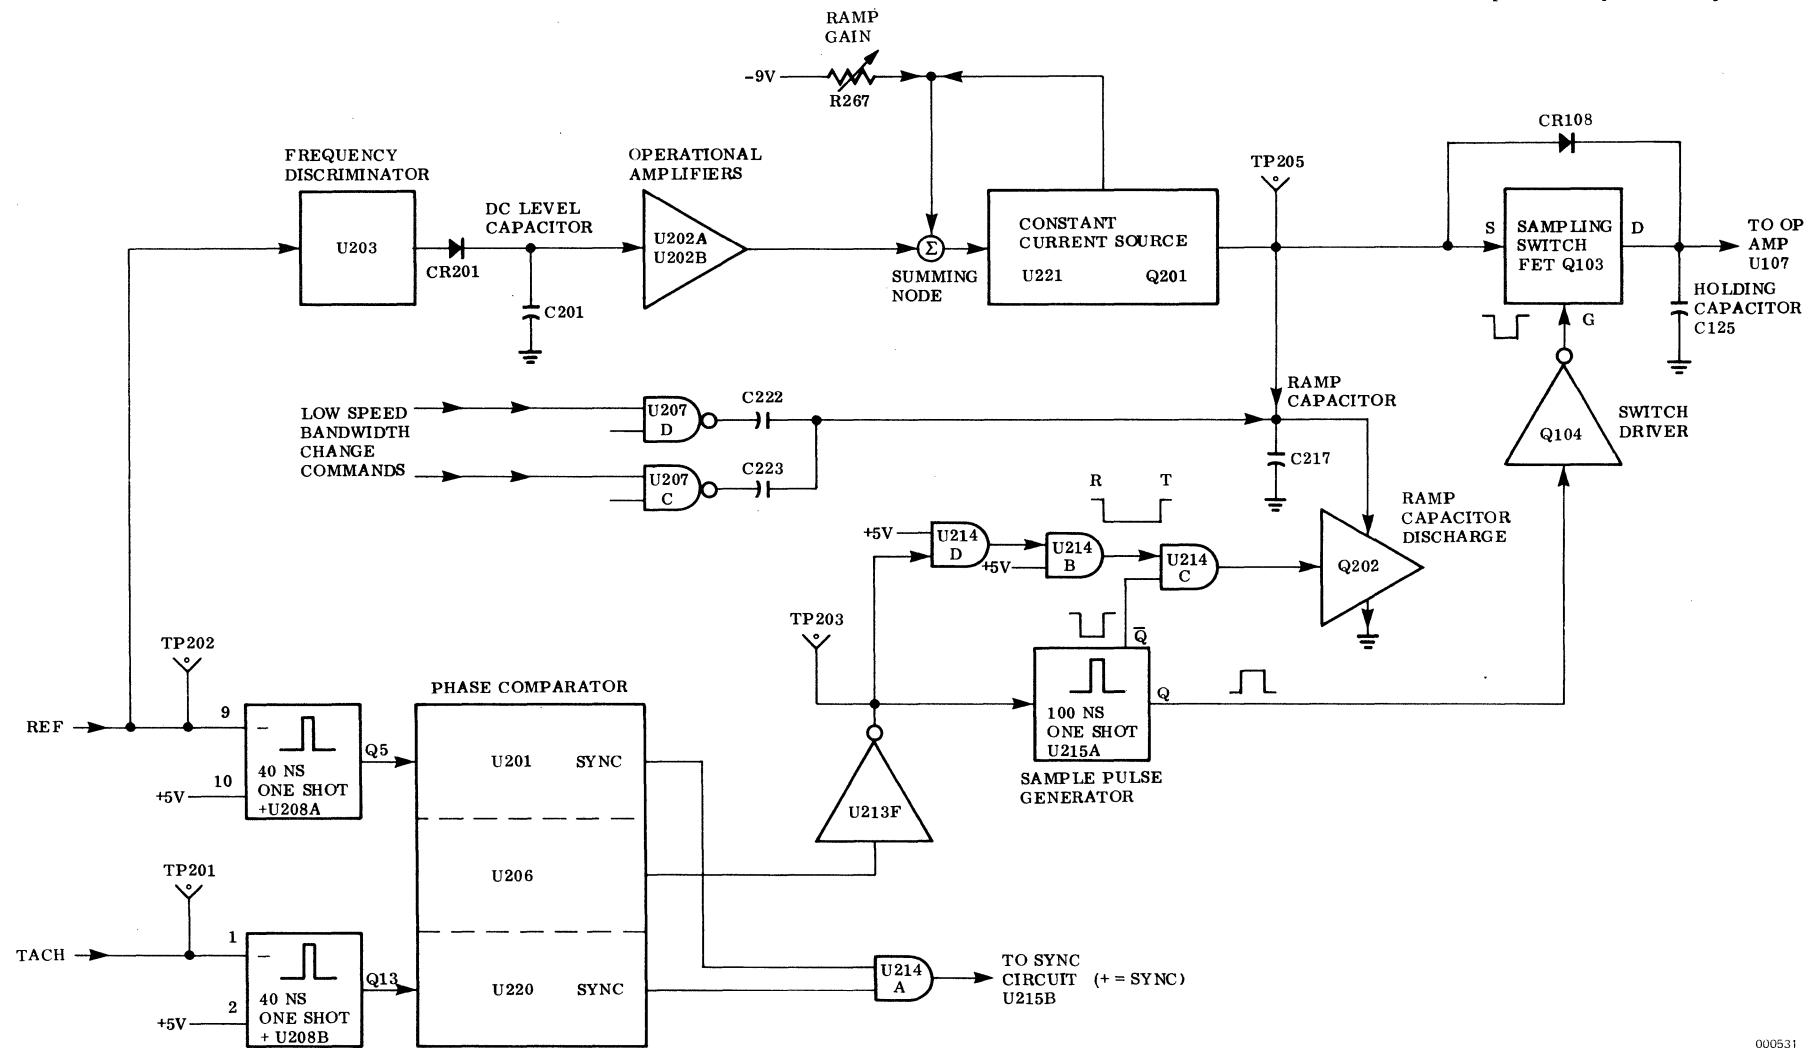 RAMP
GAIN
-9V
R267
CR108
FREQUENCY
DISCRIMINATOR
OPERATIONAL
AMPLIFIERS
TP205
DC LEVEL
CAPACITOR
U203
CR201
C201
U202A
U202B
Σ
SUMMING
NODE
CONSTANT
CURRENT SOURCE
U221 Q201
S
SAMPLING
SWITCH
FET Q103
D
G
TO OP
AMP
U107
HOLDING
CAPACITOR
C125
LOW SPEED
BANDWIDTH
CHANGE
COMMANDS
U207
D
C222
U207
C
C223
RAMP
CAPACITOR
C217
Q104
SWITCH
DRIVER
R T
RAMP
CAPACITOR
DISCHARGE
+5V
U214
D
+5V
U214
B
U214
C
Q202
TP203
Q̅
Q
100 NS
ONE SHOT
U215A
SAMPLE PULSE
GENERATOR
TP202
REF
9
−
10
+5V
40 NS
ONE SHOT
+U208A
Q5
PHASE COMPARATOR
U201 SYNC
U206
U220 SYNC
U213F
TP201
TACH
1
−
2
+5V
40 NS
ONE SHOT
+ U208B
Q13
U214
A
TO SYNC
CIRCUIT (+ = SYNC)
U215B
000531